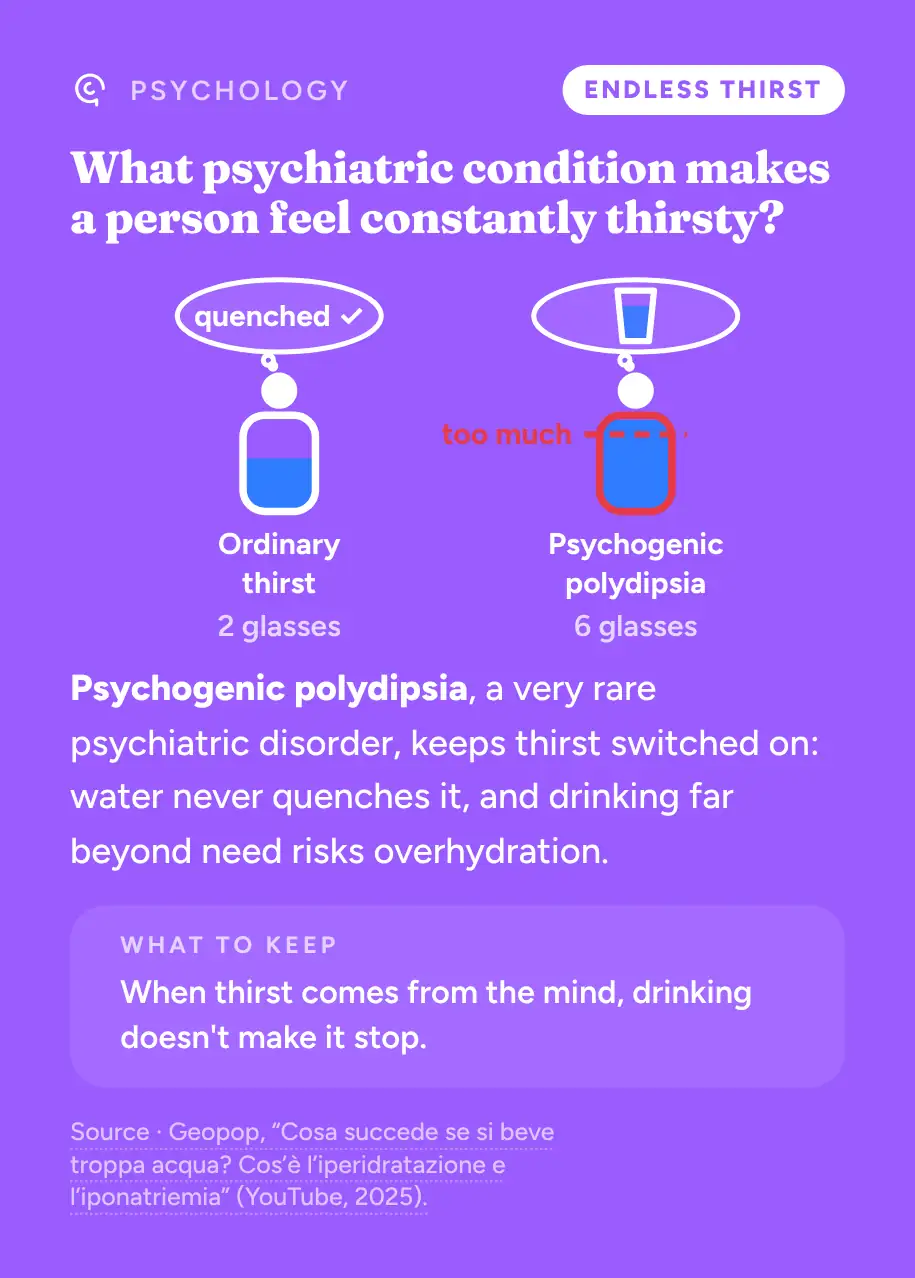 PSYCHOLOGY
ENDLESS THIRST
What psychiatric condition makes
a person feel constantly thirsty?
quenched ✓
too much
Ordinary
thirst
2 glasses
Psychogenic
polydipsia
6 glasses
Psychogenic polydipsia, a very rare
psychiatric disorder, keeps thirst switched on:
water never quenches it, and drinking far
beyond need risks overhydration.
WHAT TO KEEP
When thirst comes from the mind, drinking
doesn't make it stop.
Source · Geopop, “Cosa succede se si beve
troppa acqua? Cos’è l’iperidratazione e
l’iponatriemia” (YouTube, 2025).